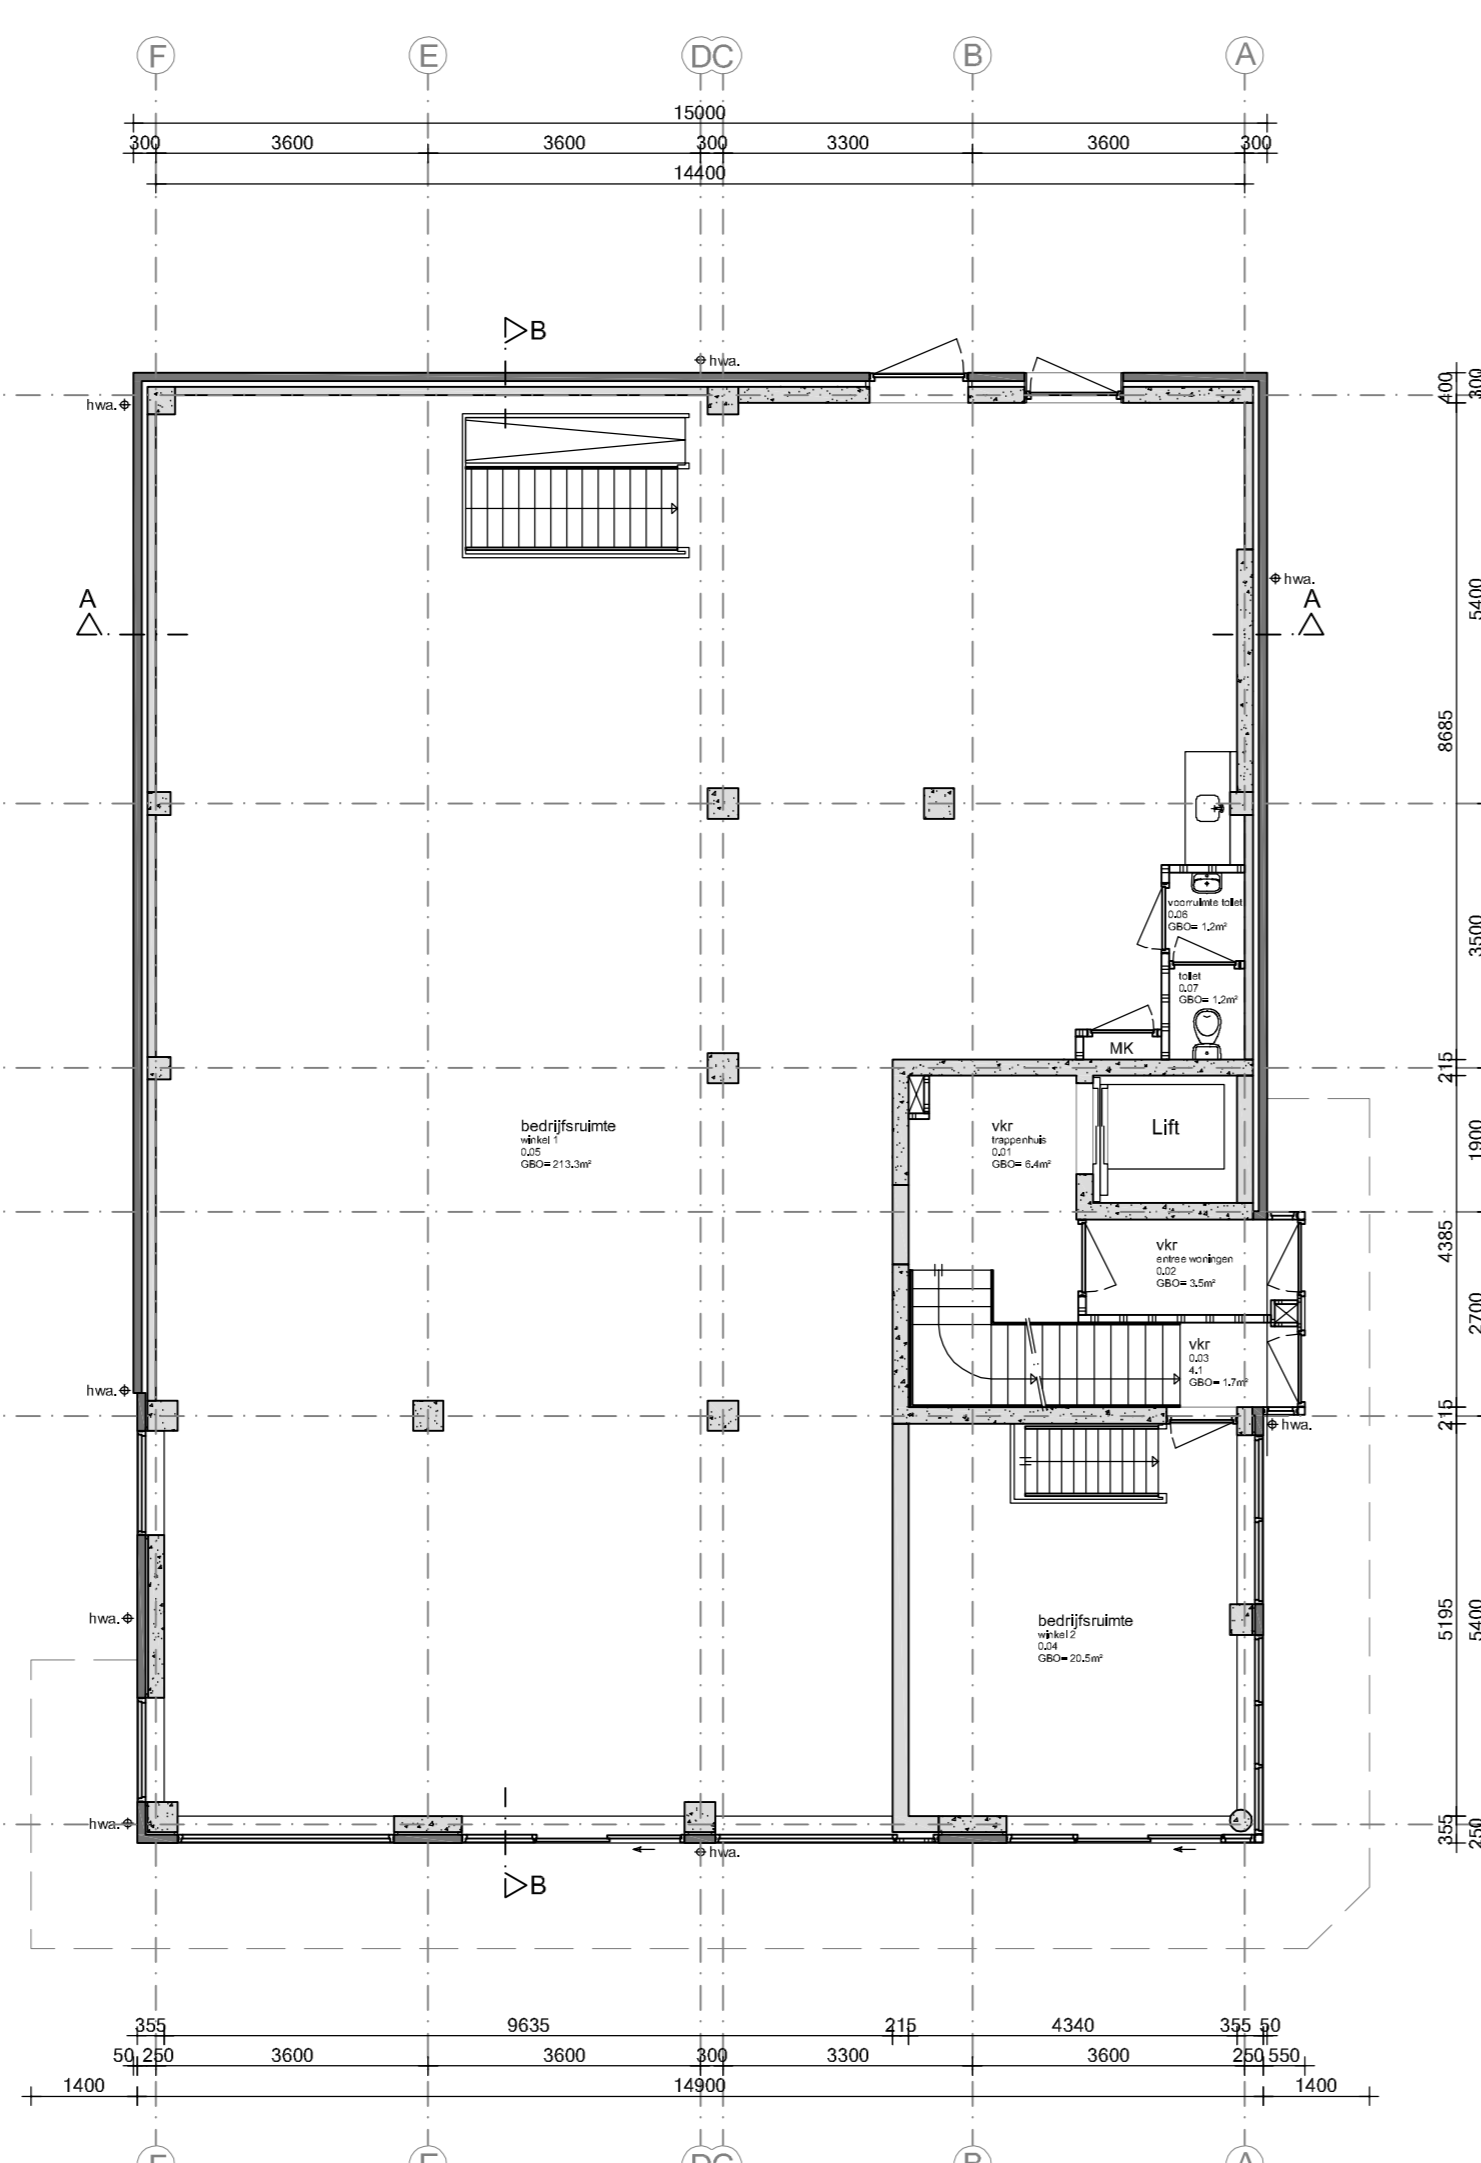 F E D C B A
15000
300 3600 3600 300 3300 3600 300
14400
B
hwa.
hwa.
400 300
hwa.
A
A
5400
8685
voorruimte toilet
0.06
GBO= 1.2m²
3500
toilet
0.07
GBO= 1.2m²
MK
215
bedrijfsruimte
winkel 1
0.05
GBO= 213.3m²
vkr
trappenhuis
0.01
GBO= 6.4m²
Lift
1900
vkr
entree woningen
0.02
GBO= 3.5m²
4385
2700
vkr
0.03
4.1
GBO= 1.7m²
hwa.
215
hwa.
bedrijfsruimte
winkel 2
0.04
GBO= 20.5m²
5195 5400
hwa.
hwa.
355 250
hwa.
B
355 9635 215 4340 355 50
50 250 3600 3600 300 3300 3600 250 550
1400 14900 1400
F E D C B A